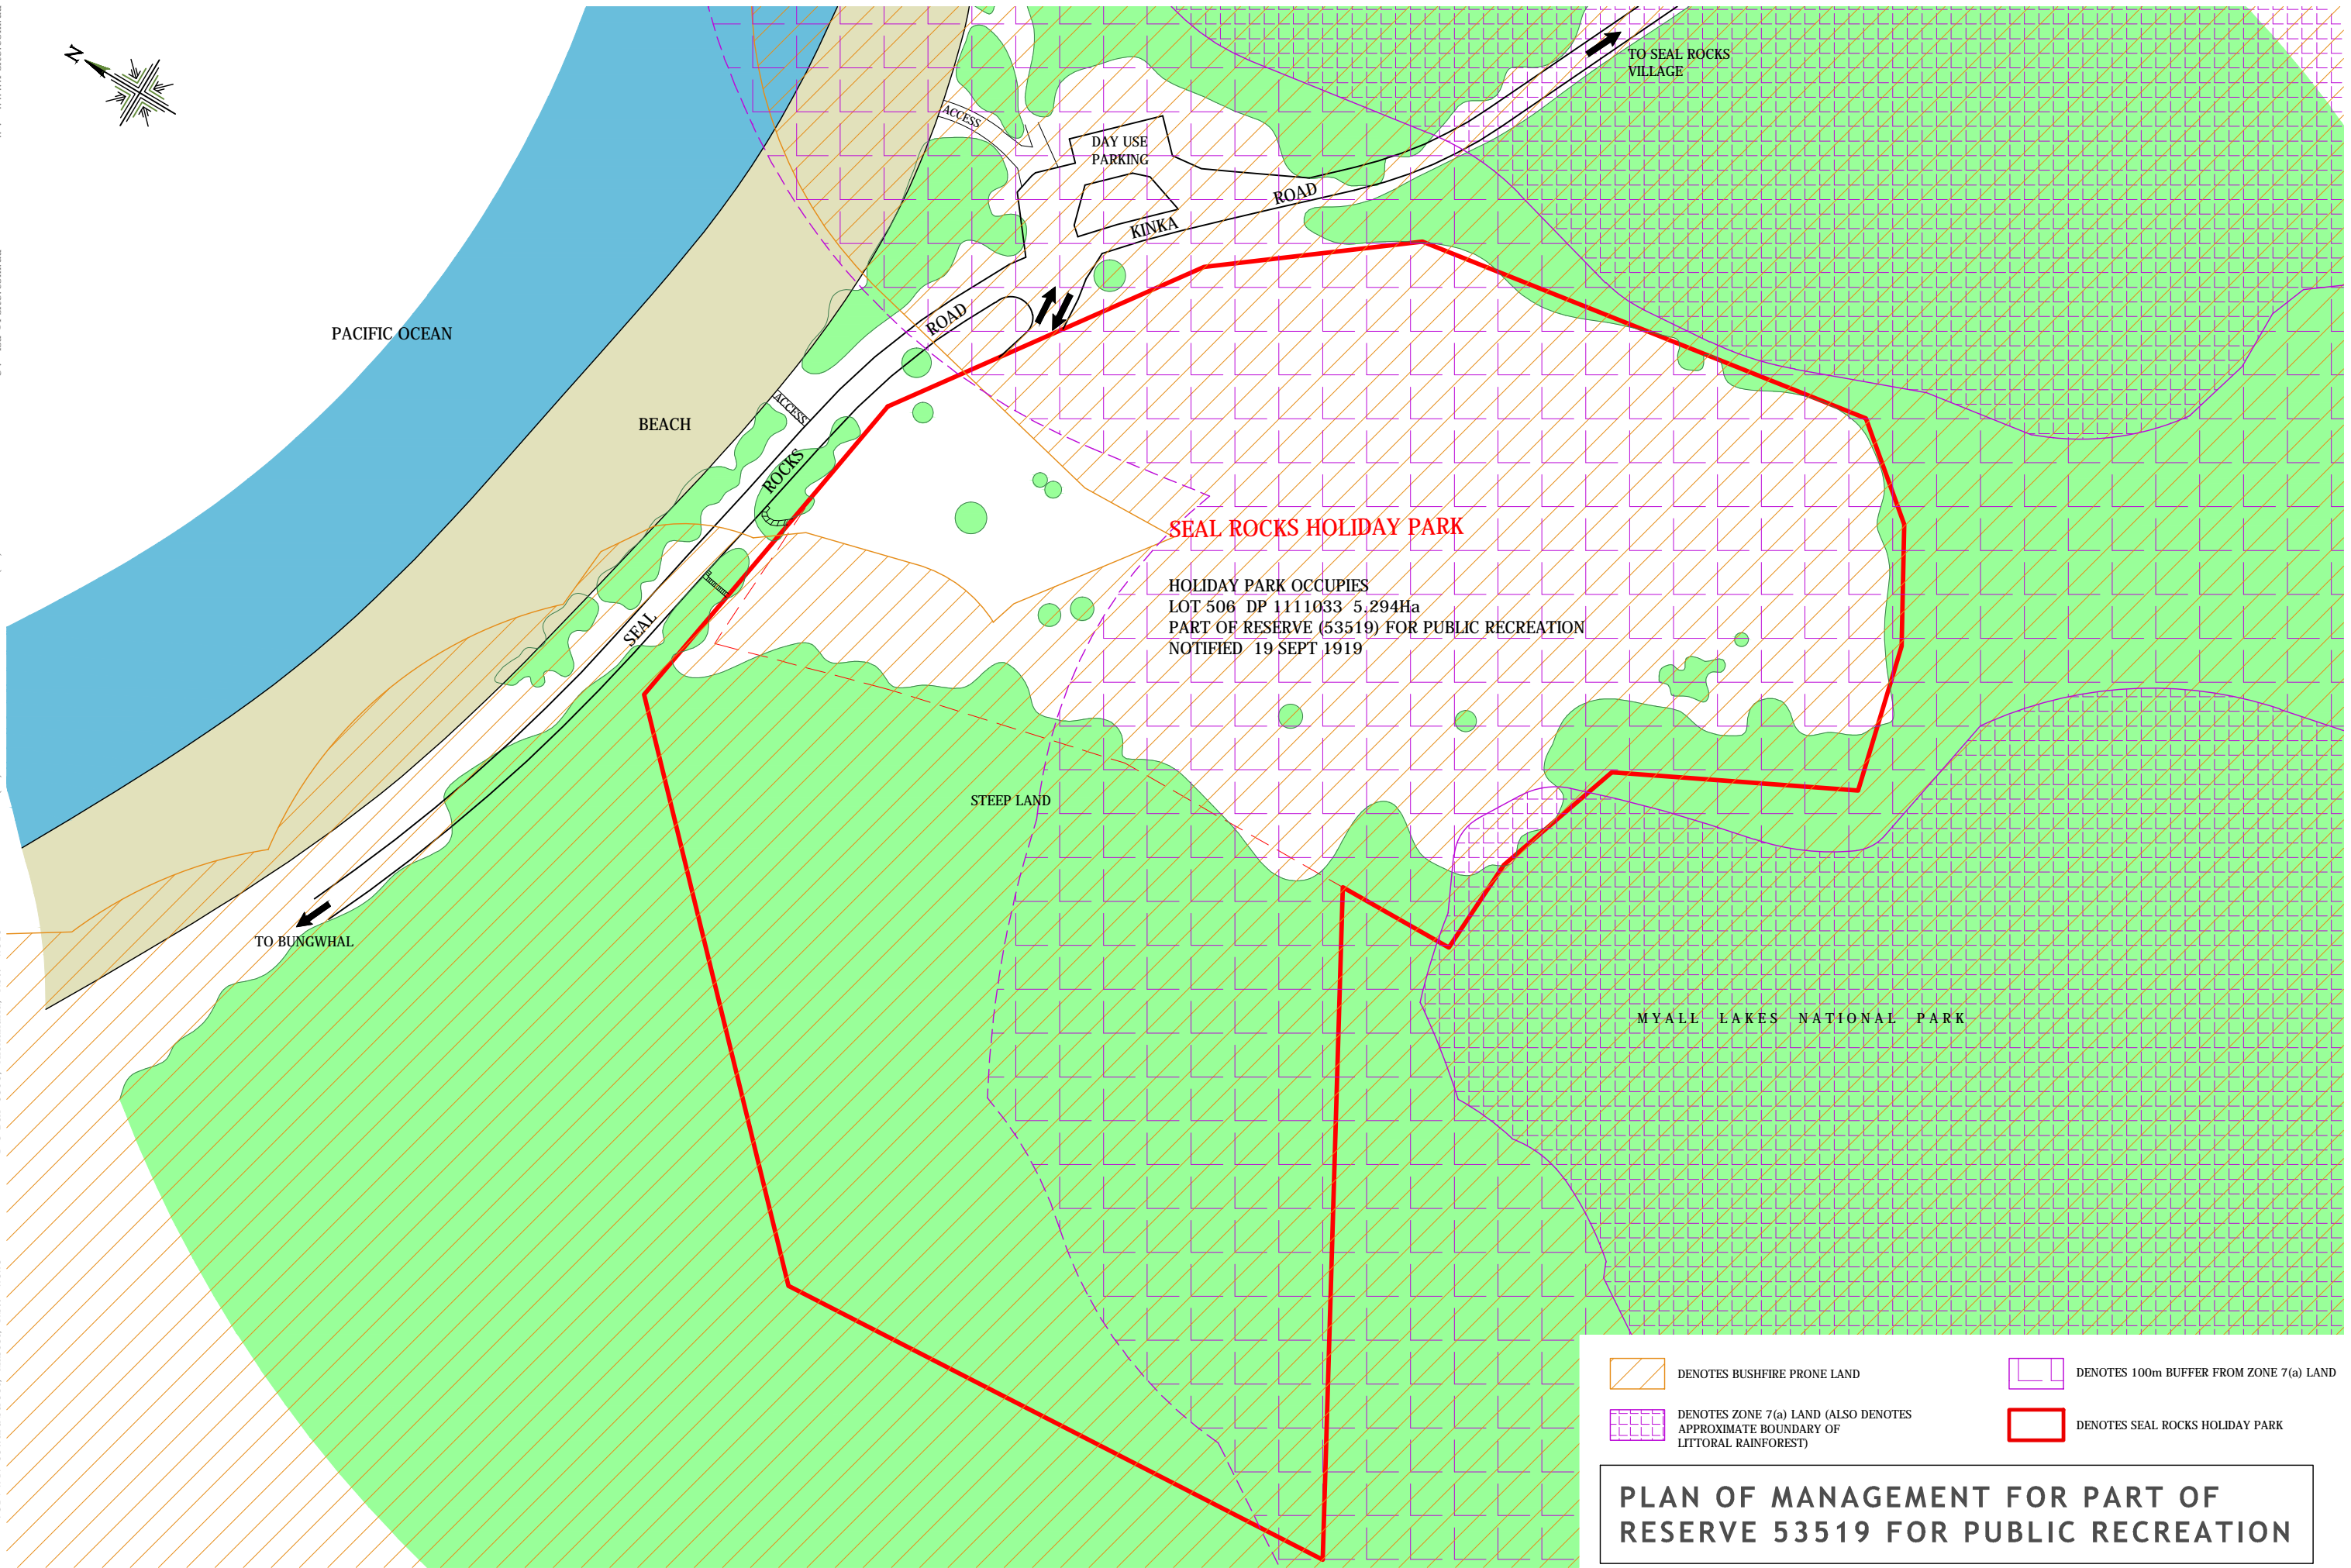 N
TO SEAL ROCKS
VILLAGE
ACCESS
DAY USE
PARKING
ROAD
KINKA
ROAD
PACIFIC OCEAN
ACCESS
BEACH
ROCKS
SEAL
SEAL ROCKS HOLIDAY PARK
HOLIDAY PARK OCCUPIES
LOT 506 DP 1111033 5.294Ha
PART OF RESERVE (53519) FOR PUBLIC RECREATION
NOTIFIED 19 SEPT 1919
STEEP LAND
TO BUNGWHAL
MYALL LAKES NATIONAL PARK
DENOTES BUSHFIRE PRONE LAND
DENOTES 100m BUFFER FROM ZONE 7(a) LAND
DENOTES ZONE 7(a) LAND (ALSO DENOTES
APPROXIMATE BOUNDARY OF
LITTORAL RAINFOREST)
DENOTES SEAL ROCKS HOLIDAY PARK
PLAN OF MANAGEMENT FOR PART OF
RESERVE 53519 FOR PUBLIC RECREATION